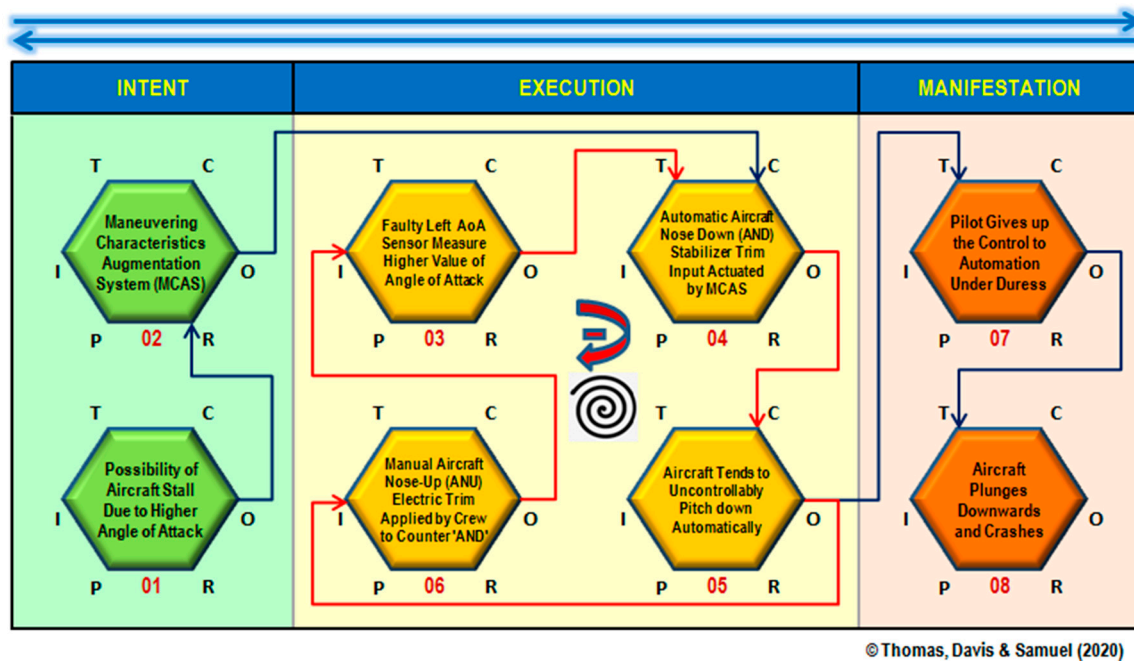 INTENT
EXECUTION
MANIFESTATION
T
C
Maneuvering
Characteristics
Augmentation
System (MCAS)
I
O
P
02
R
T
C
Possibility of
Aircraft Stall
Due to Higher
Angle of Attack
I
O
P
01
R
T
C
Faulty Left AoA
Sensor Measure
Higher Value of
Angle of Attack
I
O
P
03
R
T
C
Automatic Aircraft
Nose Down (AND)
Stabilizer Trim
Input Actuated
by MCAS
I
O
P
04
R
T
C
Manual Aircraft
Nose-Up (ANU)
Electric Trim
Applied by Crew
to Counter 'AND'
I
O
P
06
R
T
C
Aircraft Tends to
Uncontrollably
Pitch down
Automatically
I
O
P
05
R
T
C
Pilot Gives up
the Control to
Automation
Under Duress
I
O
P
07
R
T
C
Aircraft
Plunges
Downwards
and Crashes
I
O
P
08
R
© Thomas, Davis & Samuel (2020)